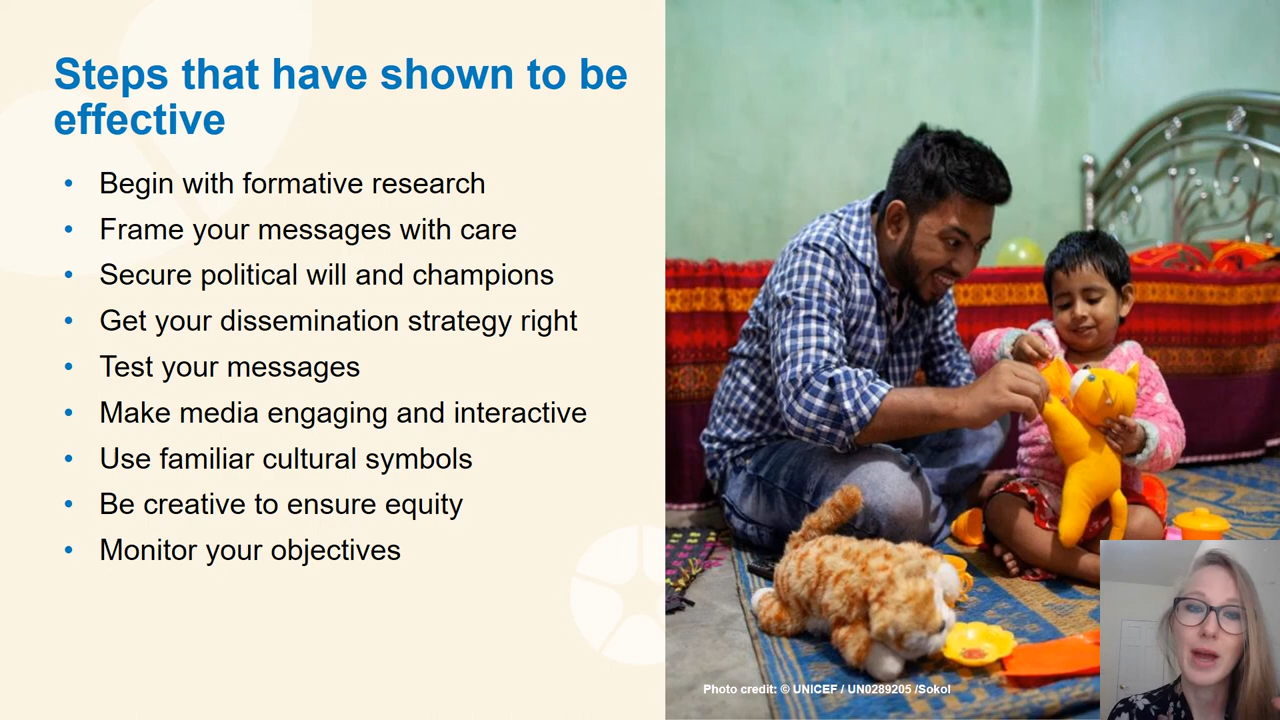 Steps that have shown to be
effective
• Begin with formative research
• Frame your messages with care
• Secure political will and champions
• Get your dissemination strategy right
• Test your messages
• Make media engaging and interactive
• Use familiar cultural symbols
• Be creative to ensure equity
• Monitor your objectives
Photo credit: © UNICEF / UN0289205 /Sokol